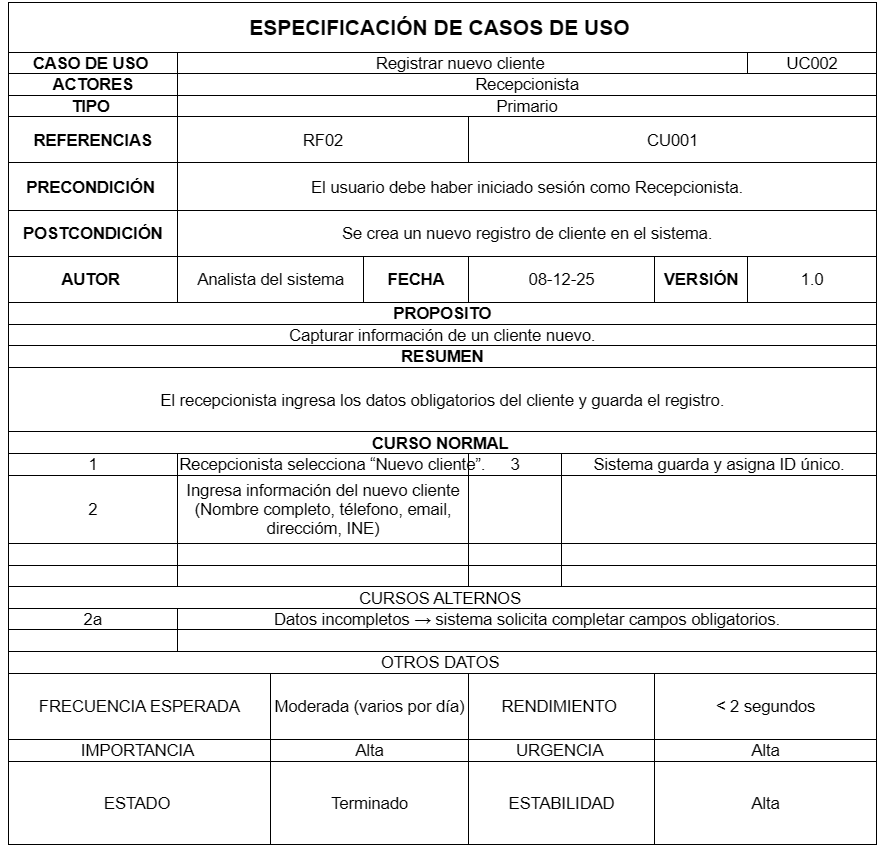 ESPECIFICACIÓN DE CASOS DE USO
CASO DE USO Registrar nuevo cliente UC002
ACTORES Recepcionista
TIPO Primario
REFERENCIAS RF02 CU001
PRECONDICIÓN El usuario debe haber iniciado sesión como Recepcionista.
POSTCONDICIÓN Se crea un nuevo registro de cliente en el sistema.
AUTOR Analista del sistema FECHA 08-12-25 VERSIÓN 1.0
PROPOSITO
Capturar información de un cliente nuevo.
RESUMEN
El recepcionista ingresa los datos obligatorios del cliente y guarda el registro.
CURSO NORMAL
1 Recepcionista selecciona “Nuevo cliente”. 3 Sistema guarda y asigna ID único.
2 Ingresa información del nuevo cliente
(Nombre completo, télefono, email,
direccióm, INE)
CURSOS ALTERNOS
2a Datos incompletos → sistema solicita completar campos obligatorios.
OTROS DATOS
FRECUENCIA ESPERADA Moderada (varios por día) RENDIMIENTO < 2 segundos
IMPORTANCIA Alta URGENCIA Alta
ESTADO Terminado ESTABILIDAD Alta